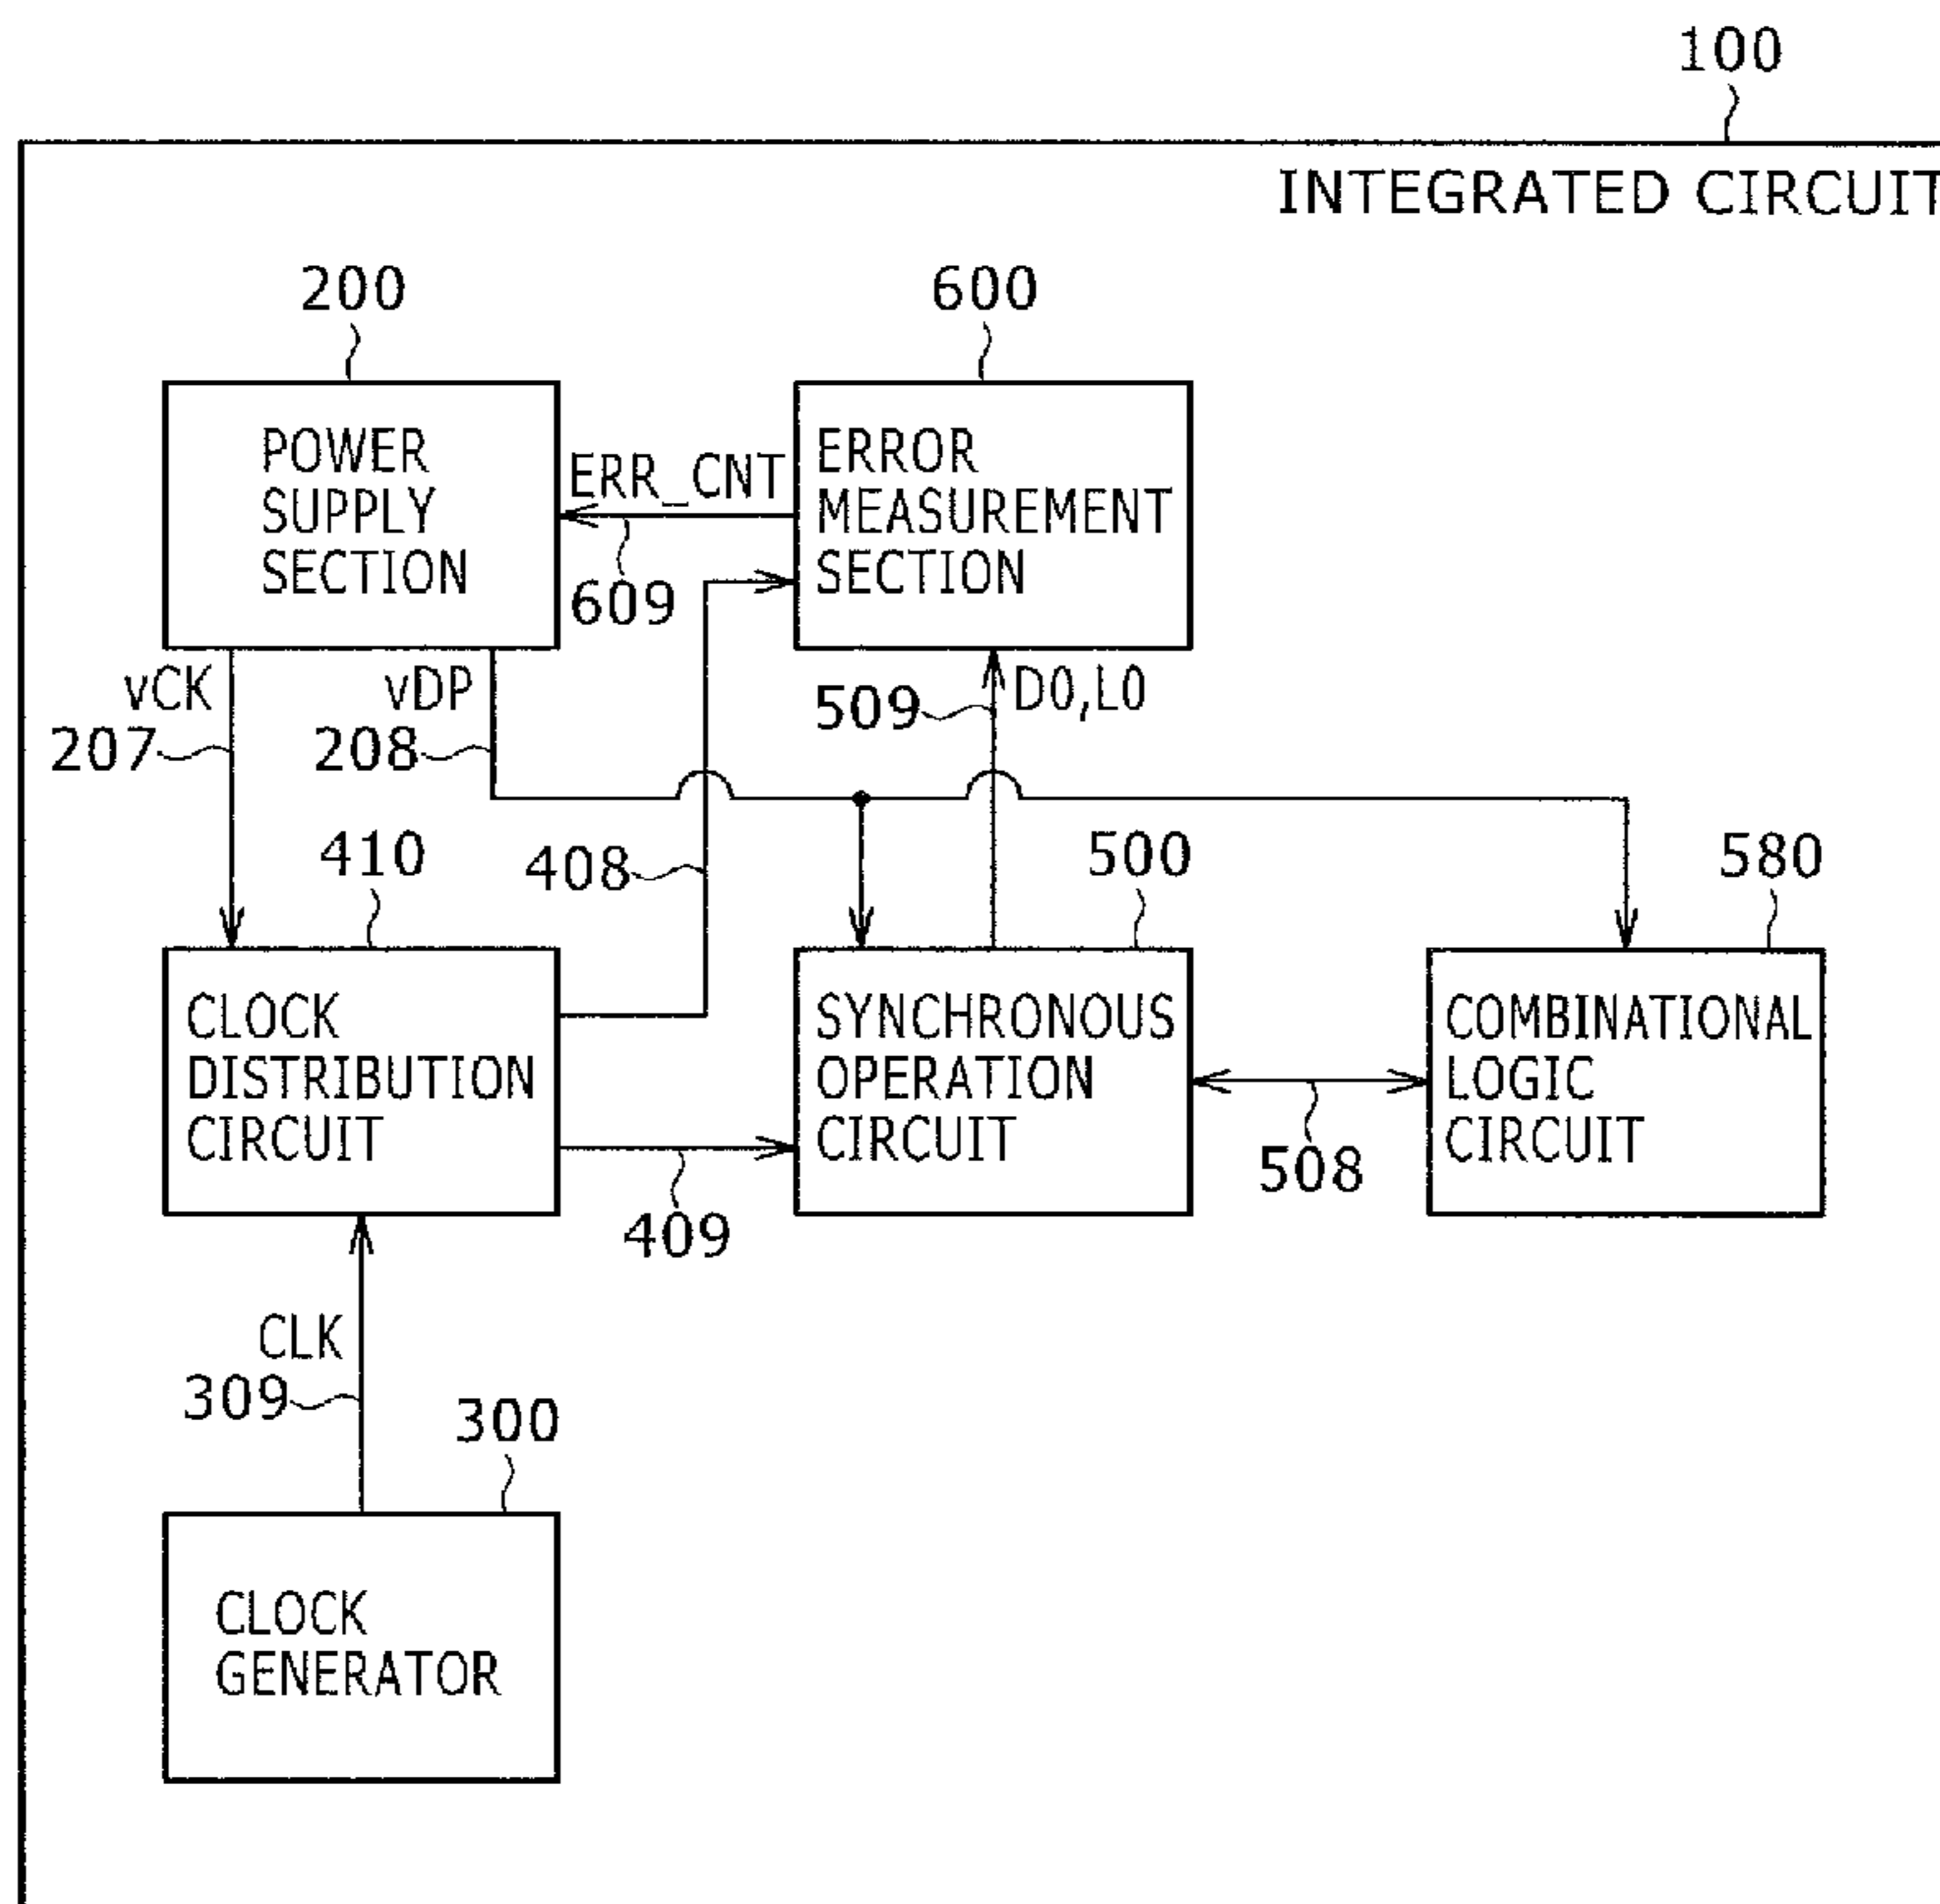 100
INTEGRATED CIRCUIT
200
600
POWER
SUPPLY
SECTION
ERR_CNT
609
ERROR
MEASUREMENT
SECTION
vCK
207
vDP
208
509
D0,L0
410
408
500
580
CLOCK
DISTRIBUTION
CIRCUIT
SYNCHRONOUS
OPERATION
CIRCUIT
COMBINATIONAL
LOGIC
CIRCUIT
508
409
CLK
309
300
CLOCK
GENERATOR